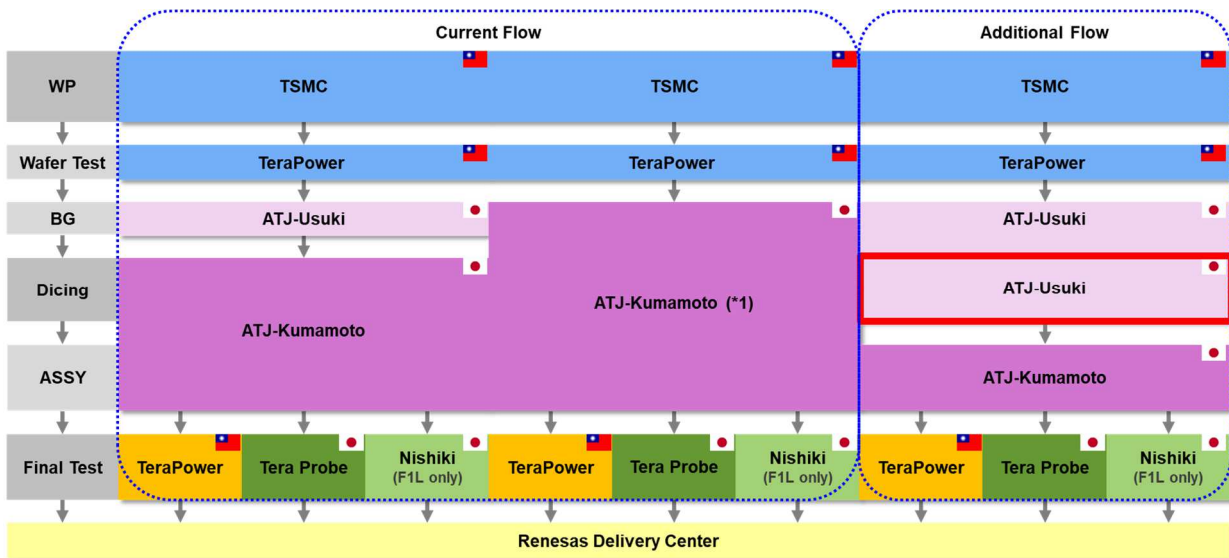 Current Flow
Additional Flow
WP
TSMC
TSMC
TSMC
Wafer Test
TeraPower
TeraPower
TeraPower
BG
ATJ-Usuki
ATJ-Usuki
Dicing
ATJ-Kumamoto
ATJ-Kumamoto (*1)
ATJ-Usuki
ASSY
ATJ-Kumamoto
Final Test
TeraPower
Tera Probe
Nishiki
(F1L only)
TeraPower
Tera Probe
Nishiki
(F1L only)
TeraPower
Tera Probe
Nishiki
(F1L only)
Renesas Delivery Center